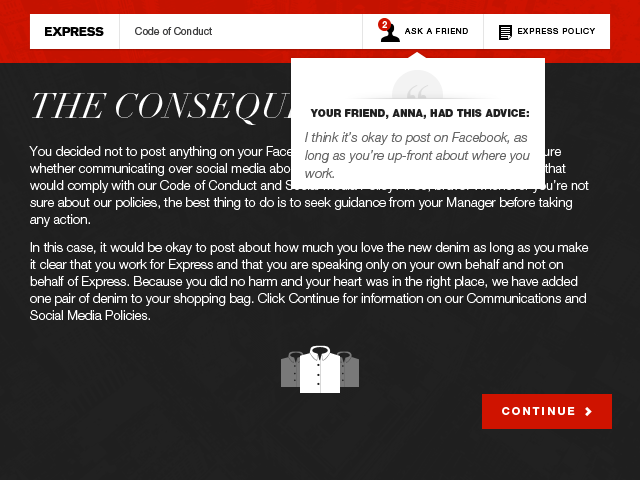 EXPRESS
Code of Conduct
2
ASK A FRIEND
EXPRESS POLICY
YOUR FRIEND, ANNA, HAD THIS ADVICE:
I think it's okay to post on Facebook, as
long as you're up-front about where you
work.
THE CONSEQU
You decided not to post anything on your Face
whether communicating over social media abo that
would comply with our Code of Conduct and you're not
sure about our policies, the best thing to do is to seek guidance from your Manager before taking
any action.
In this case, it would be okay to post about how much you love the new denim as long as you make
it clear that you work for Express and that you are speaking only on your own behalf and not on
behalf of Express. Because you did no harm and your heart was in the right place, we have added
one pair of denim to your shopping bag. Click Continue for information on our Communications and
Social Media Policies.
CONTINUE